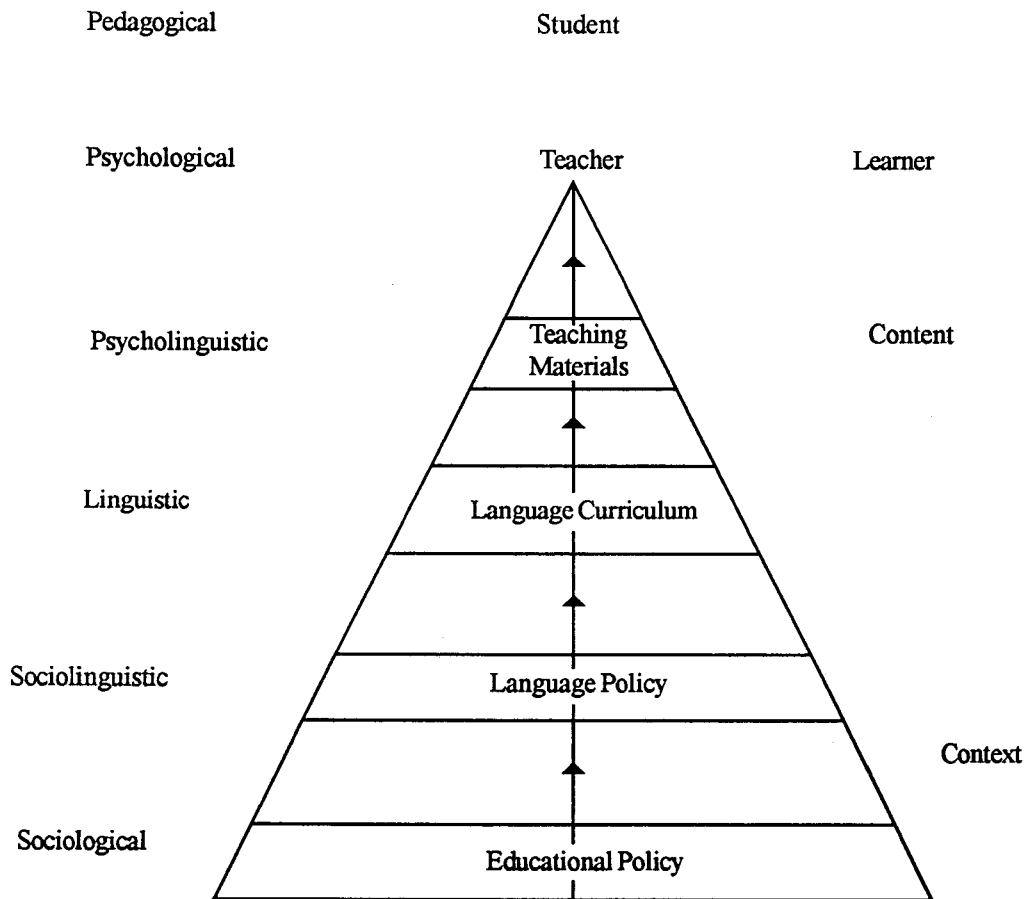 Pedagogical Student
Psychological Teacher Learner
Psycholinguistic Teaching Materials Content
Linguistic Language Curriculum
Sociolinguistic Language Policy
Context
Sociological Educational Policy